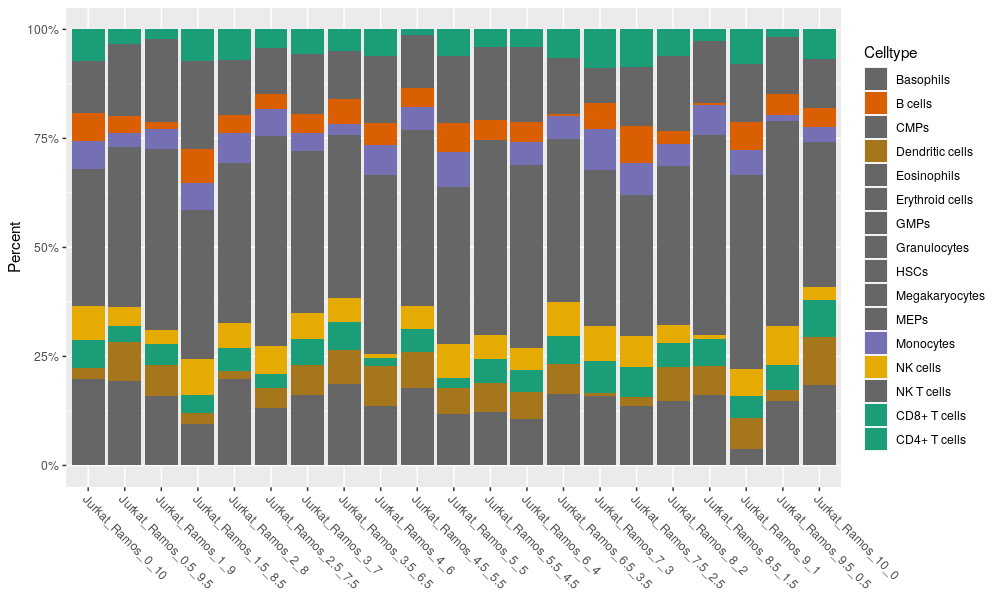 Celltype
Basophils
B cells
CMPs
Dendritic cells
Eosinophils
Erythroid cells
GMPs
Granulocytes
HSCs
Megakaryocytes
MEPs
Monocytes
NK cells
NK T cells
CD8+ T cells
CD4+ T cells
Percent
100%
75%
50%
25%
0%
Jurkat_Ramos_0_10
Jurkat_Ramos_0.5_9.5
Jurkat_Ramos_1_9
Jurkat_Ramos_1.5_8.5
Jurkat_Ramos_2_8
Jurkat_Ramos_2.5_7.5
Jurkat_Ramos_3_7
Jurkat_Ramos_3.5_6.5
Jurkat_Ramos_4_6
Jurkat_Ramos_4.5_5.5
Jurkat_Ramos_5_5
Jurkat_Ramos_5.5_4.5
Jurkat_Ramos_6_4
Jurkat_Ramos_6.5_3.5
Jurkat_Ramos_7_3
Jurkat_Ramos_7.5_2.5
Jurkat_Ramos_8_2
Jurkat_Ramos_8.5_1.5
Jurkat_Ramos_9_1
Jurkat_Ramos_9.5_0.5
Jurkat_Ramos_10_0